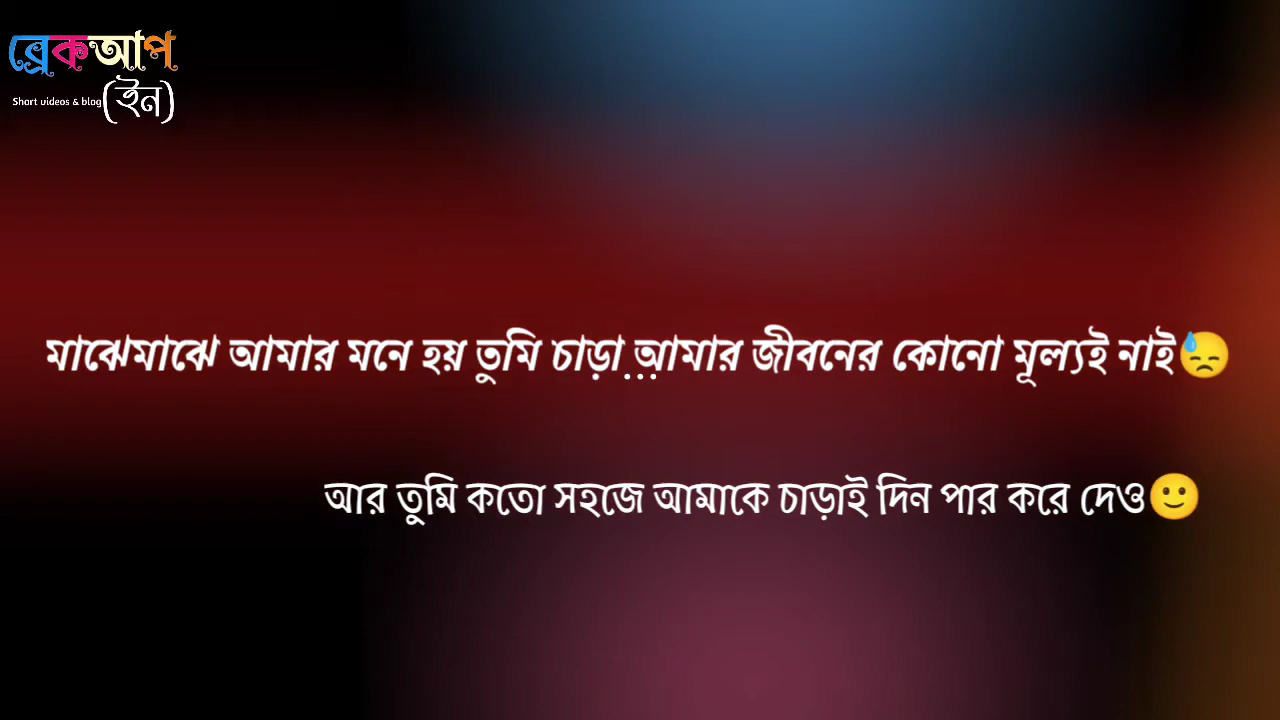 ব্রেকআপ
Short videos & blog (ইন)
মাঝেমাঝে আমার মনে হয় তুমি চাড়া...আমার জীবনের কোনো মূল্যই নাই😓
আর তুমি কতো সহজে আমাকে চাড়াই দিন পার করে দেও🙂